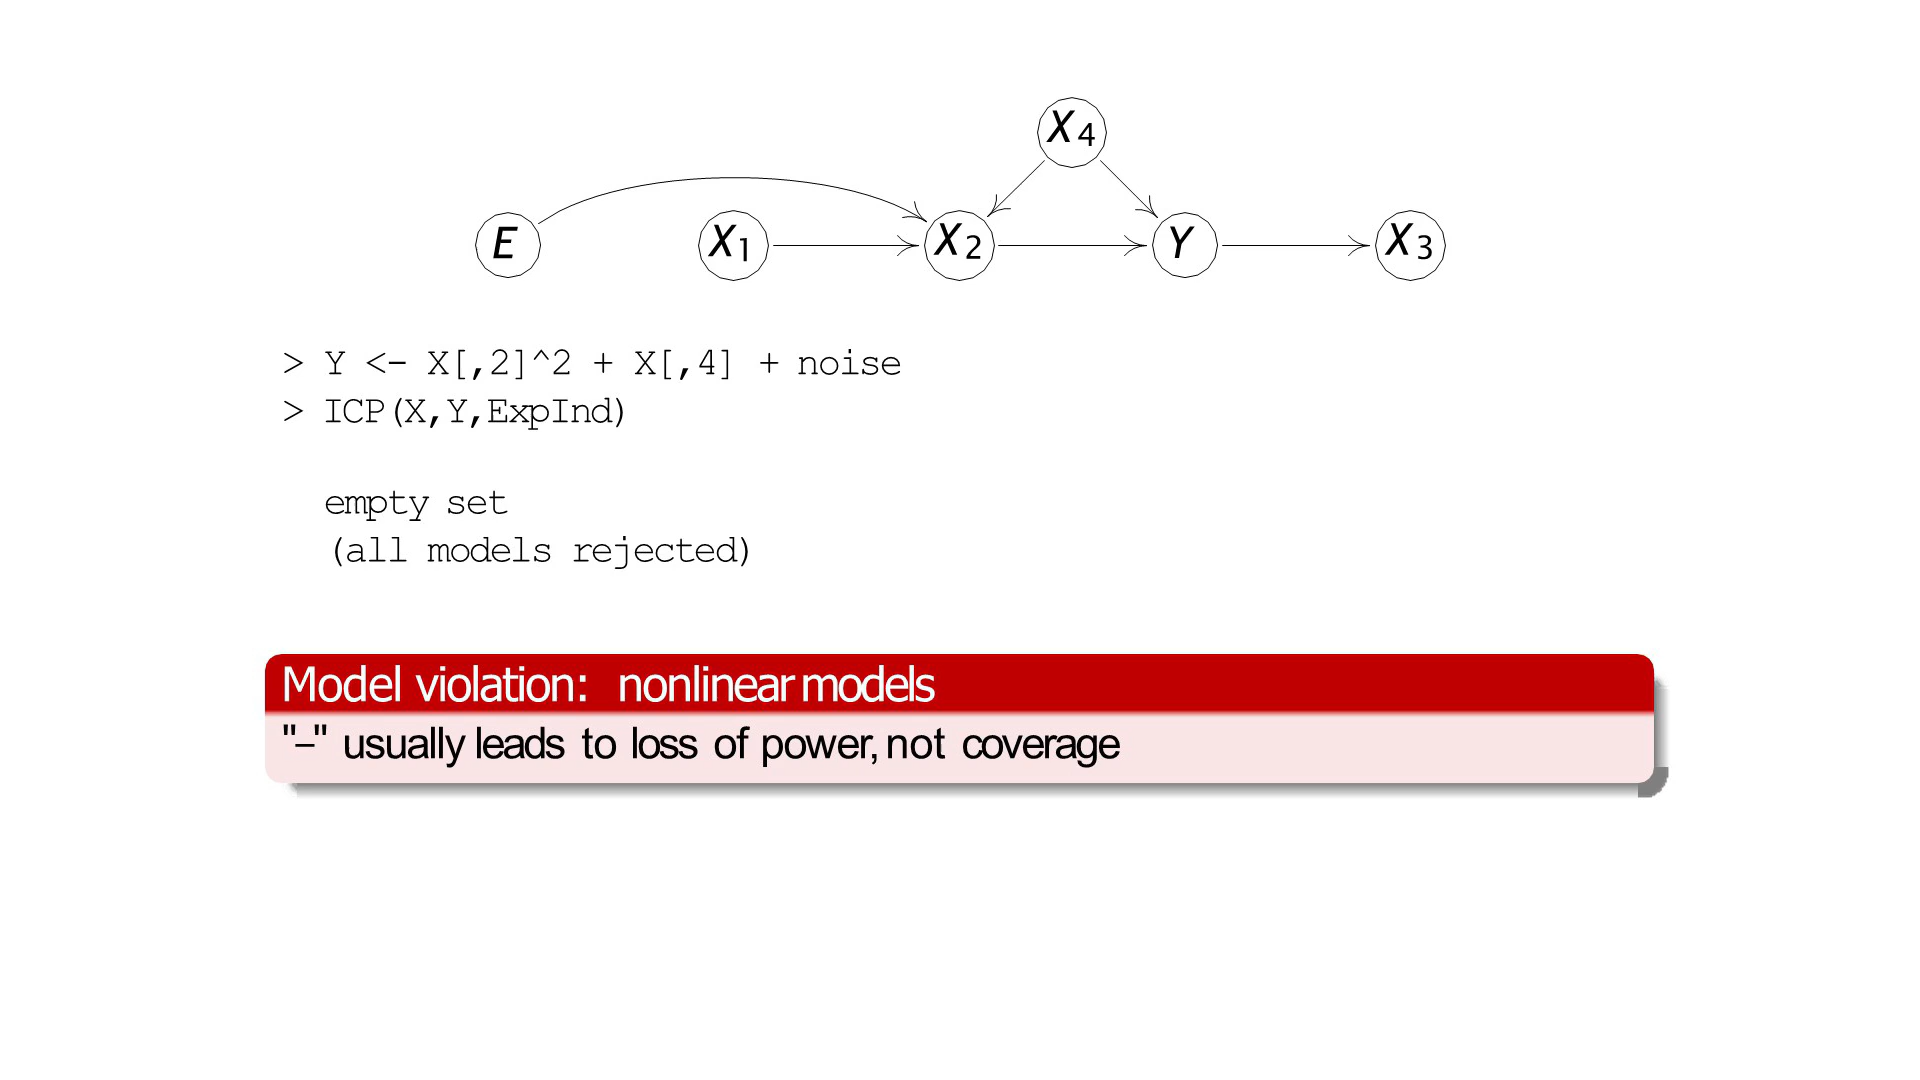 X4
E X1 X2 Y X3
> Y <- X[,2]^2 + X[,4] + noise
> ICP(X,Y,ExpInd)
empty set
(all models rejected)
Model violation: nonlinear models
"–" usually leads to loss of power, not coverage